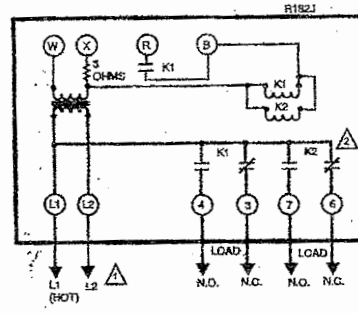 R182J
W X R B
3 OHMS
K1
K1
K2
K1 K2 2
L1 L2 4 3 7 6
LOAD LOAD
L1 (HOT) L2 1 N.O. N.C. N.O. N.C.